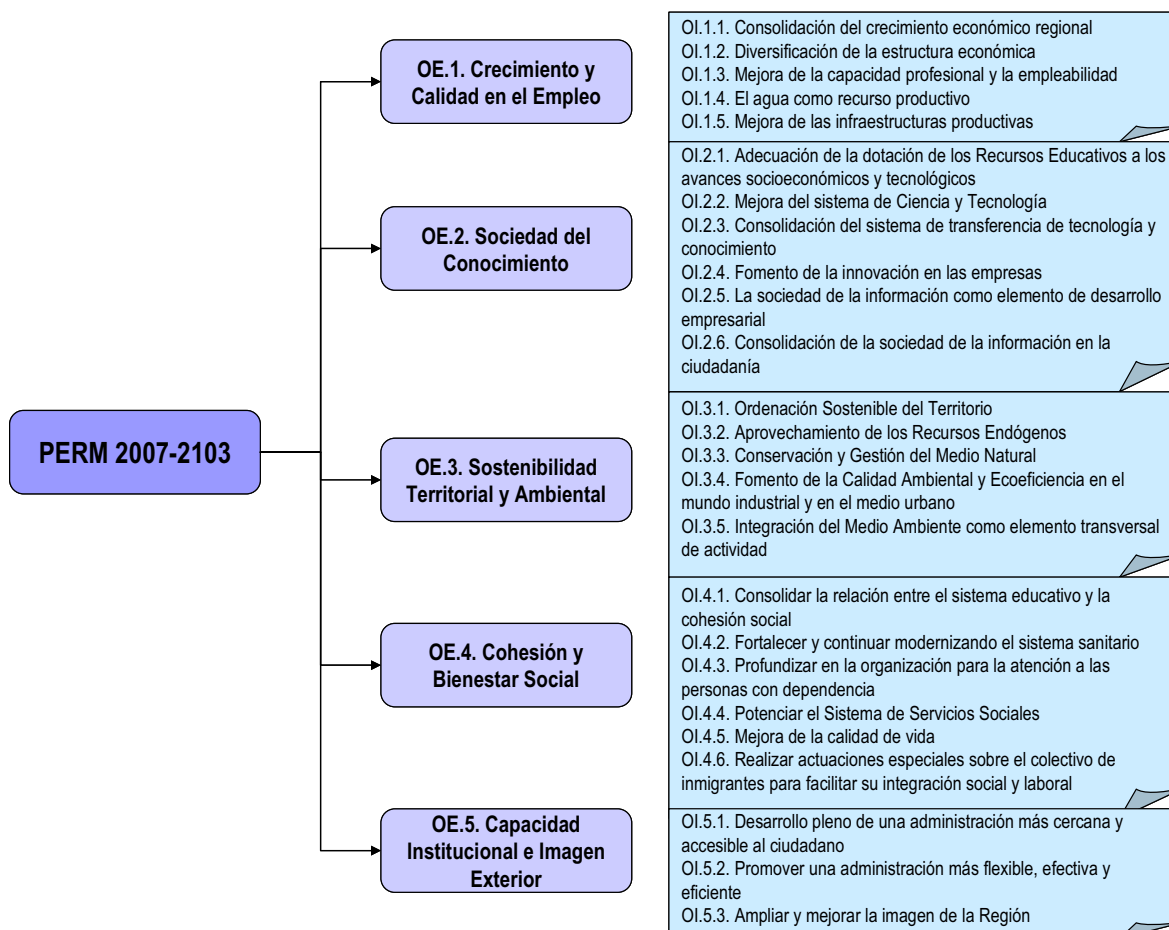 PERM 2007-2103
OE.1. Crecimiento y
Calidad en el Empleo
OI.1.1. Consolidación del crecimiento económico regional
OI.1.2. Diversificación de la estructura económica
OI.1.3. Mejora de la capacidad profesional y la empleabilidad
OI.1.4. El agua como recurso productivo
OI.1.5. Mejora de las infraestructuras productivas
OE.2. Sociedad del
Conocimiento
OI.2.1. Adecuación de la dotación de los Recursos Educativos a los
avances socioeconómicos y tecnológicos
OI.2.2. Mejora del sistema de Ciencia y Tecnología
OI.2.3. Consolidación del sistema de transferencia de tecnología y
conocimiento
OI.2.4. Fomento de la innovación en las empresas
OI.2.5. La sociedad de la información como elemento de desarrollo
empresarial
OI.2.6. Consolidación de la sociedad de la información en la
ciudadanía
OE.3. Sostenibilidad
Territorial y Ambiental
OI.3.1. Ordenación Sostenible del Territorio
OI.3.2. Aprovechamiento de los Recursos Endógenos
OI.3.3. Conservación y Gestión del Medio Natural
OI.3.4. Fomento de la Calidad Ambiental y Ecoeficiencia en el
mundo industrial y en el medio urbano
OI.3.5. Integración del Medio Ambiente como elemento transversal
de actividad
OE.4. Cohesión y
Bienestar Social
OI.4.1. Consolidar la relación entre el sistema educativo y la
cohesión social
OI.4.2. Fortalecer y continuar modernizando el sistema sanitario
OI.4.3. Profundizar en la organización para la atención a las
personas con dependencia
OI.4.4. Potenciar el Sistema de Servicios Sociales
OI.4.5. Mejora de la calidad de vida
OI.4.6. Realizar actuaciones especiales sobre el colectivo de
inmigrantes para facilitar su integración social y laboral
OE.5. Capacidad
Institucional e Imagen
Exterior
OI.5.1. Desarrollo pleno de una administración más cercana y
accesible al ciudadano
OI.5.2. Promover una administración más flexible, efectiva y
eficiente
OI.5.3. Ampliar y mejorar la imagen de la Región